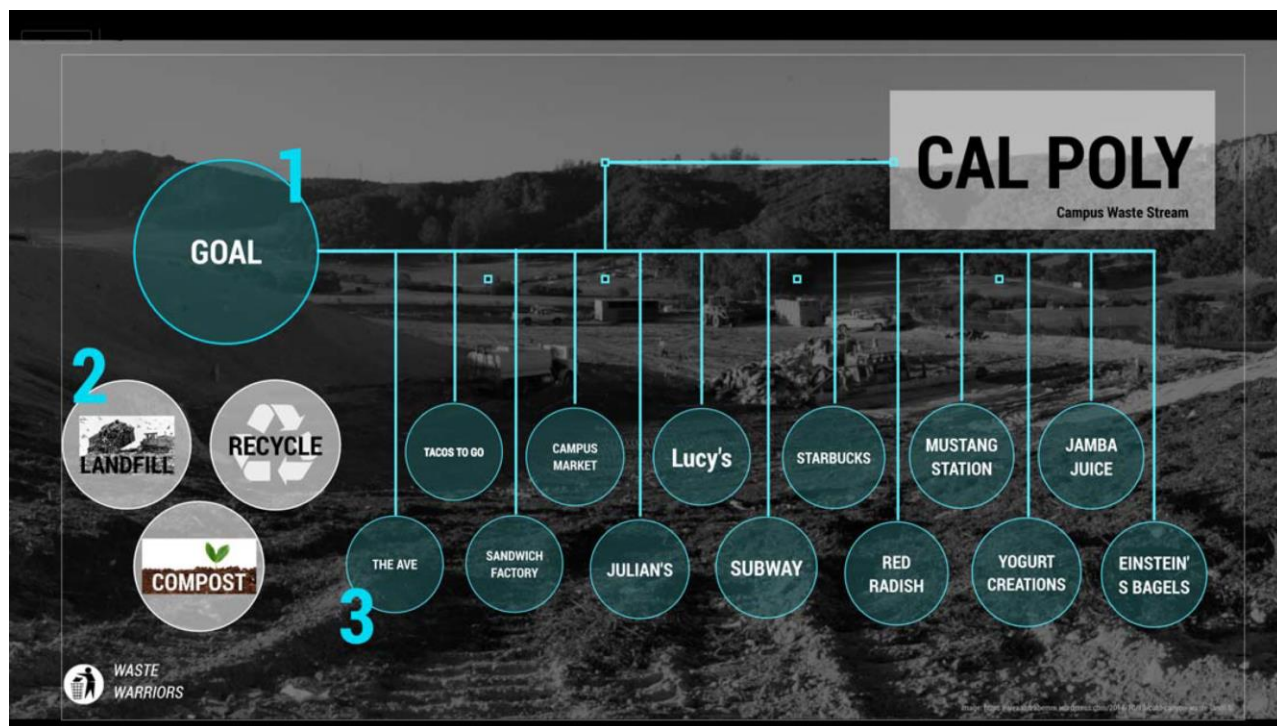 CAL POLY
Campus Waste Stream
1
GOAL
2
LANDFILL
RECYCLE
COMPOST
3
TACOS TO GO
CAMPUS
MARKET
Lucy's
STARBUCKS
MUSTANG
STATION
JAMBA
JUICE
THE AVE
SANDWICH
FACTORY
JULIAN'S
SUBWAY
RED
RADISH
YOGURT
CREATIONS
EINSTEIN'
S BAGELS
WASTE
WARRIORS